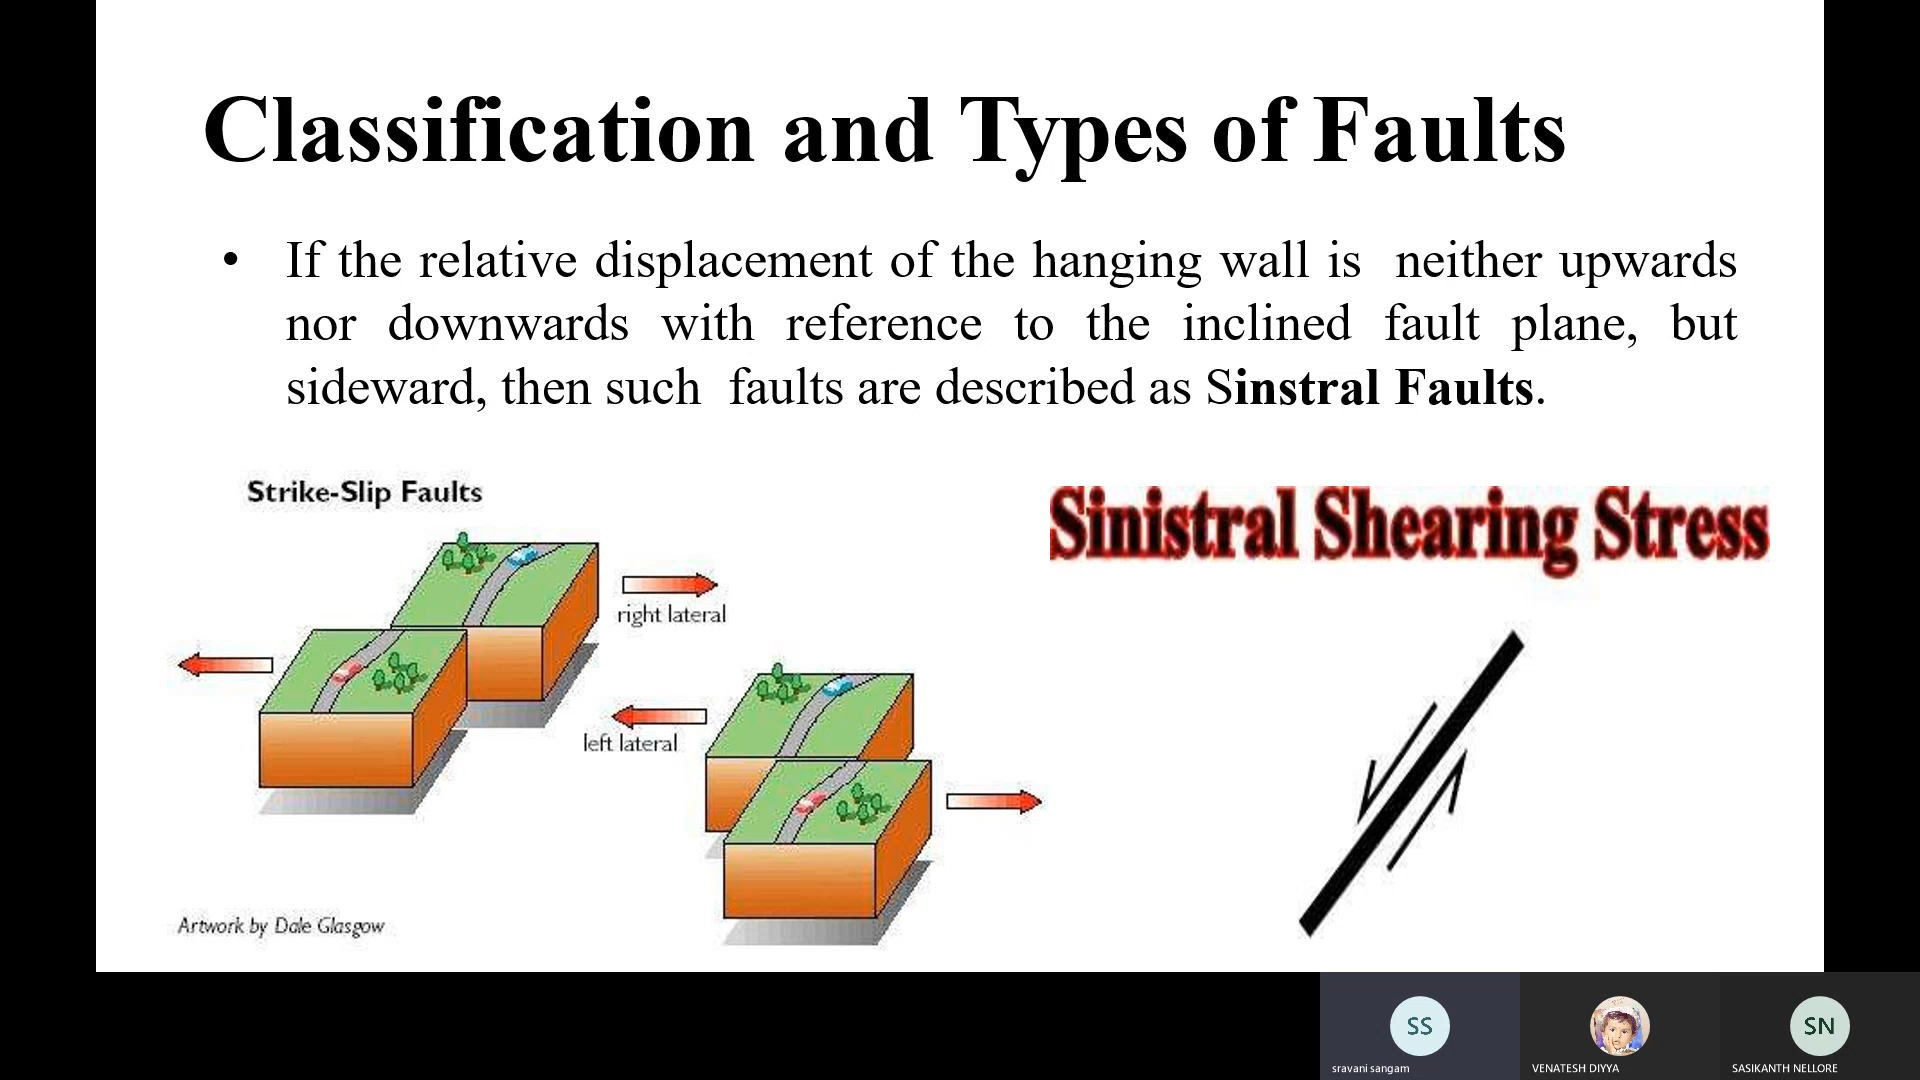 Classification and Types of Faults
• If the relative displacement of the hanging wall is neither upwards
nor downwards with reference to the inclined fault plane, but
sideward, then such faults are described as Sinstral Faults.
Strike-Slip Faults
Sinistral Shearing Stress
right lateral
left lateral
Artwork by Dale Glasgow
SS
SN
sravani sangam
VENATESH DIYYA
SASIKANTH NELLORE